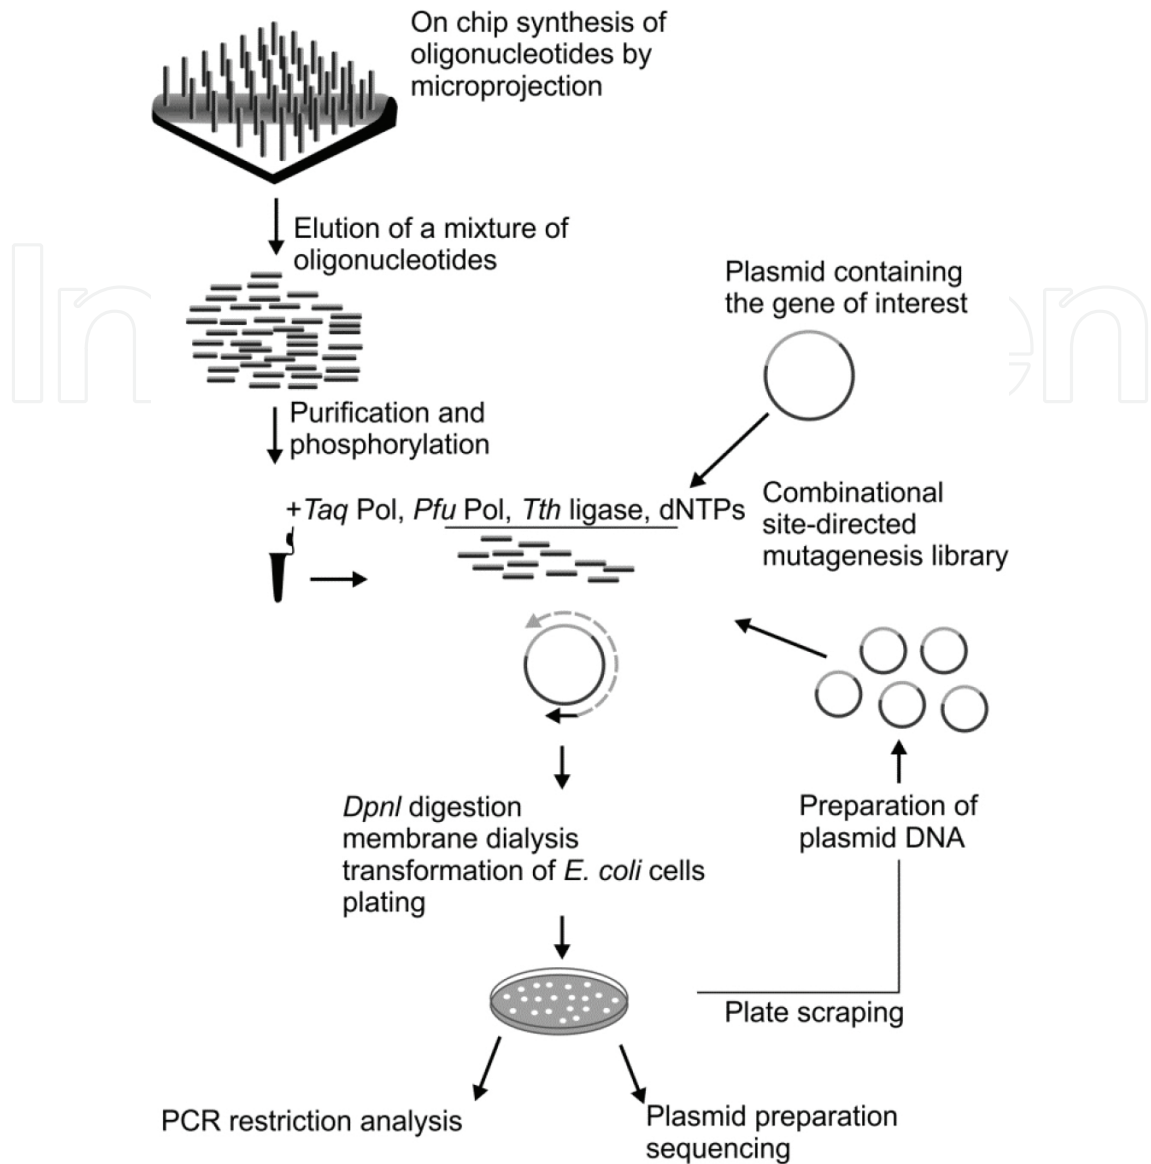 On chip synthesis of
oligonucleotides by
microprojection
Elution of a mixture of
oligonucleotides
Plasmid containing
the gene of interest
Purification and
phosphorylation
+Taq Pol, Pfu Pol, Tth ligase, dNTPs
Combinational
site-directed
mutagenesis library
DpnI digestion
membrane dialysis
transformation of E. coli cells
plating
Preparation of
plasmid DNA
Plate scraping
PCR restriction analysis
Plasmid preparation
sequencing